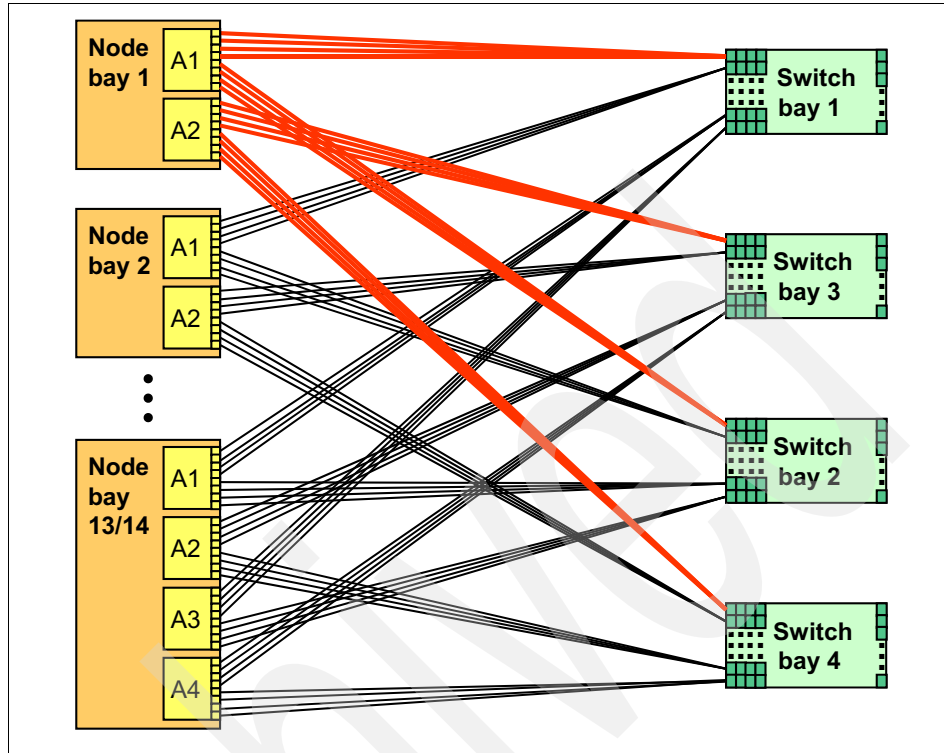 Node
bay 1
A1
A2
Node
bay 2
A1
A2
Node
bay
13/14
A1
A2
A3
A4
Switch
bay 1
Switch
bay 3
Switch
bay 2
Switch
bay 4